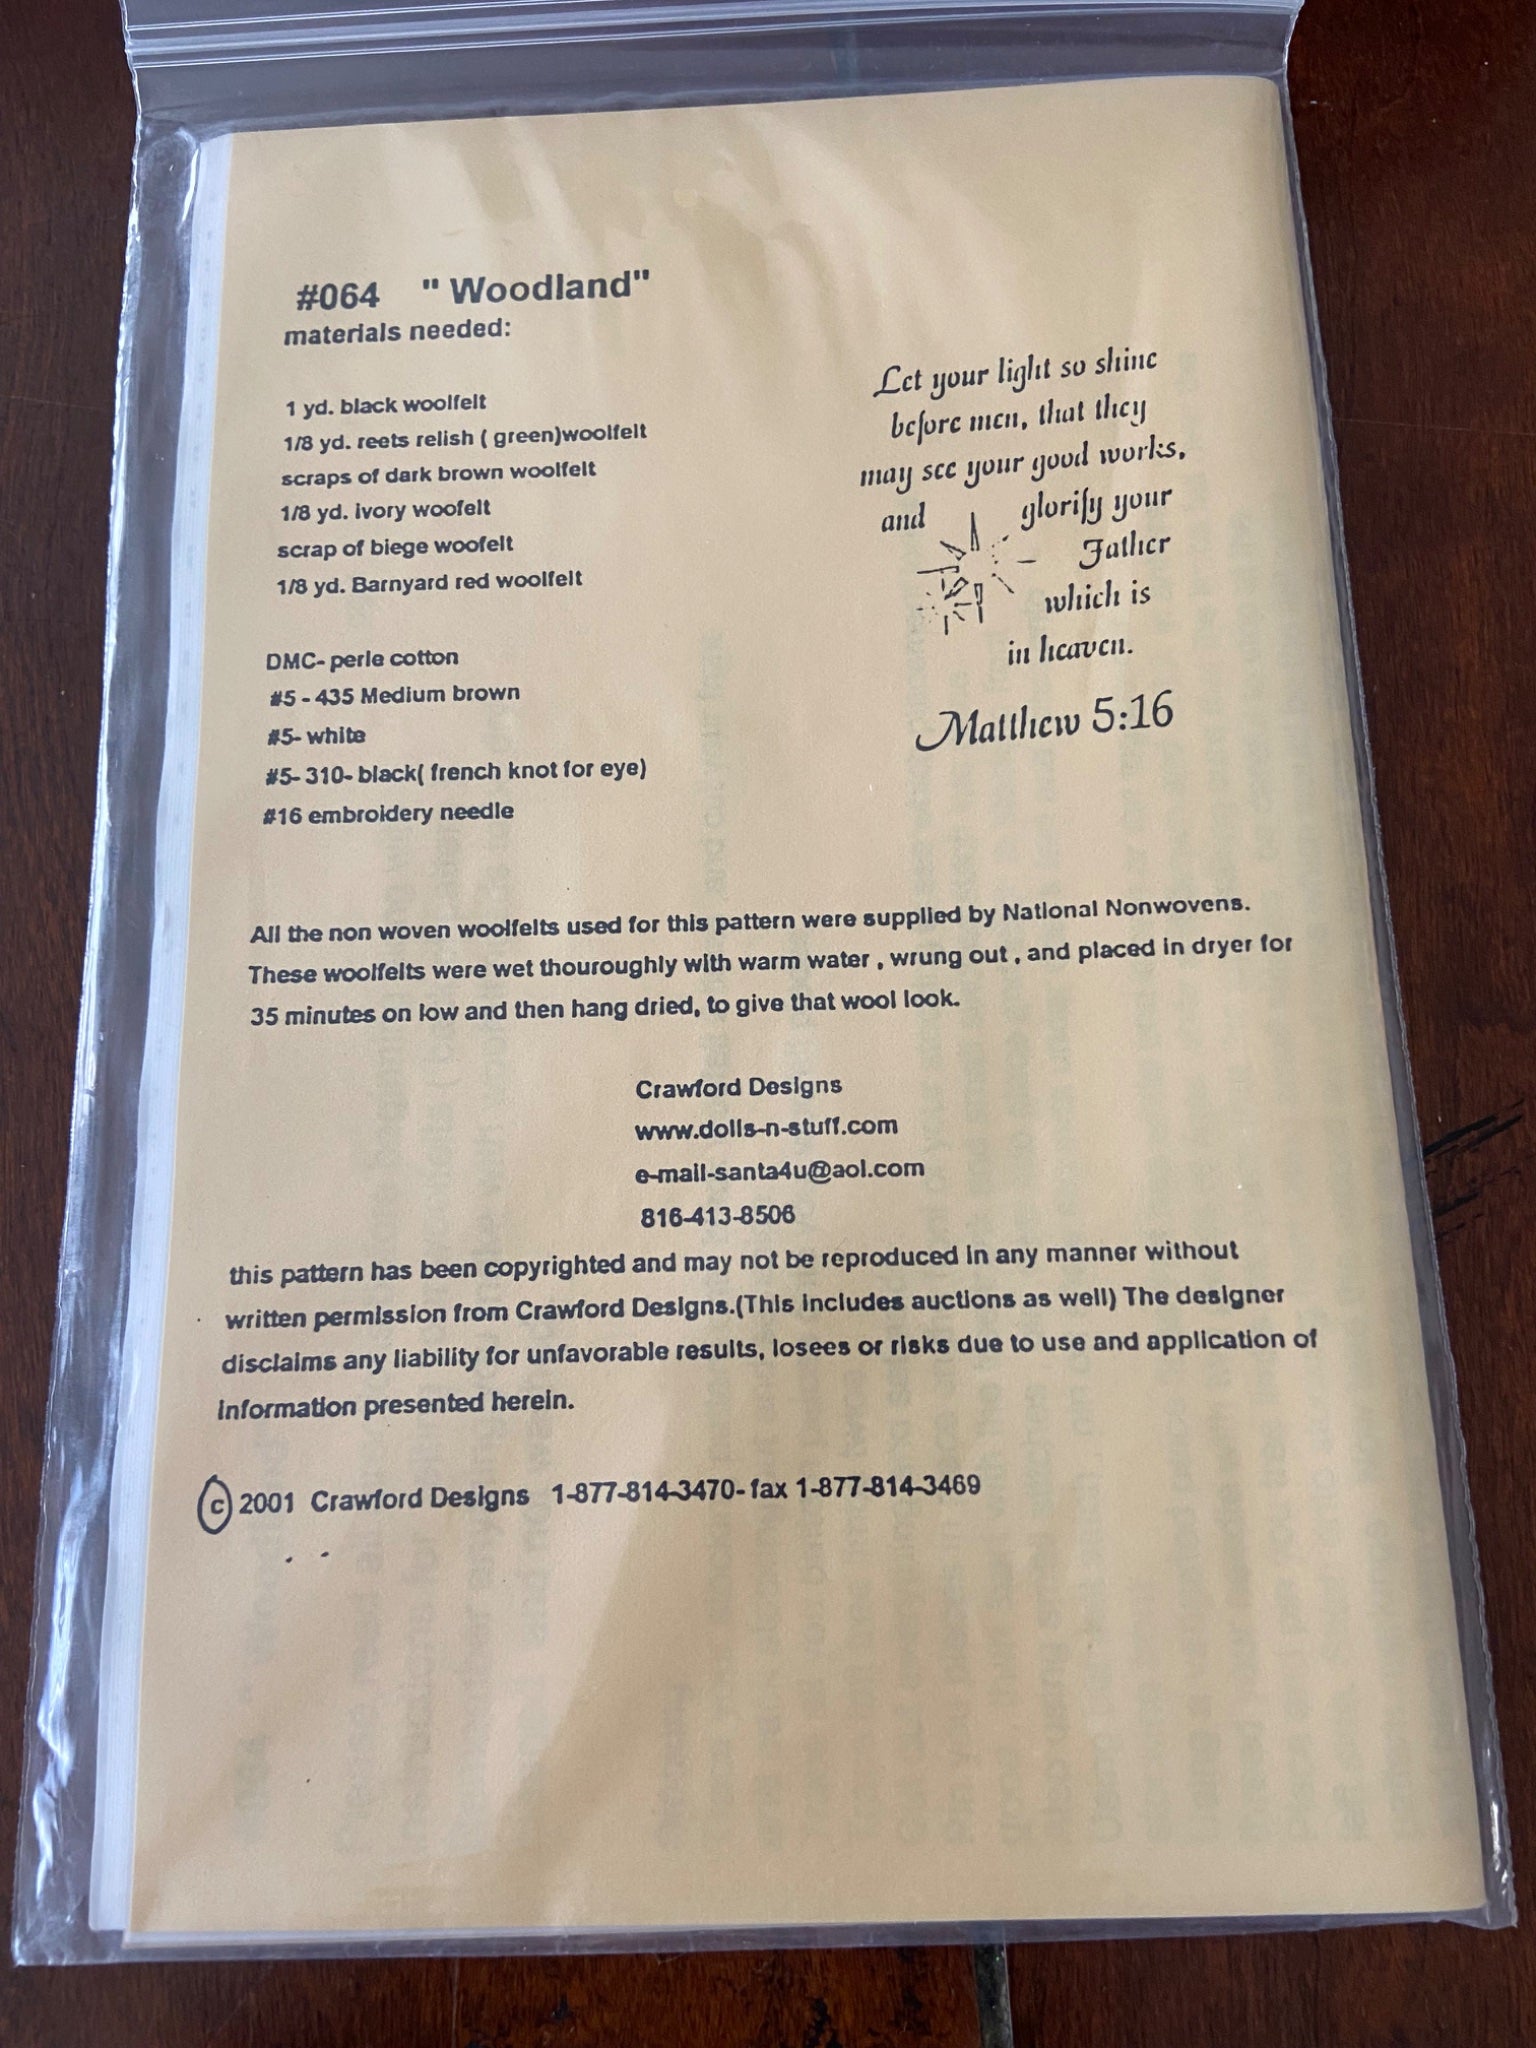 #064 " Woodland"
materials needed:
1 yd. black woolfelt
1/8 yd. reets relish ( green)woolfelt
scraps of dark brown woolfelt
1/8 yd. ivory woofelt
scrap of biege woofelt
1/8 yd. Barnyard red woolfelt
DMC- perle cotton
#5 - 435 Medium brown
#5- white
#5- 310- black( french knot for eye)
#16 embroidery needle
Let your light so shine
before men, that they
may see your good works,
and glorify your
Father
which is
in heaven.
Matthew 5:16
All the non woven woolfelts used for this pattern were supplied by National Nonwovens.
These woolfelts were wet thouroughly with warm water , wrung out , and placed in dryer for
35 minutes on low and then hang dried, to give that wool look.
Crawford Designs
www.dolls-n-stuff.com
e-mail-santa4u@aol.com
816-413-8506
this pattern has been copyrighted and may not be reproduced in any manner without
written permission from Crawford Designs.(This includes auctions as well) The designer
disclaims any liability for unfavorable results, losees or risks due to use and application of
information presented herein.
© 2001 Crawford Designs 1-877-814-3470- fax 1-877-814-3469